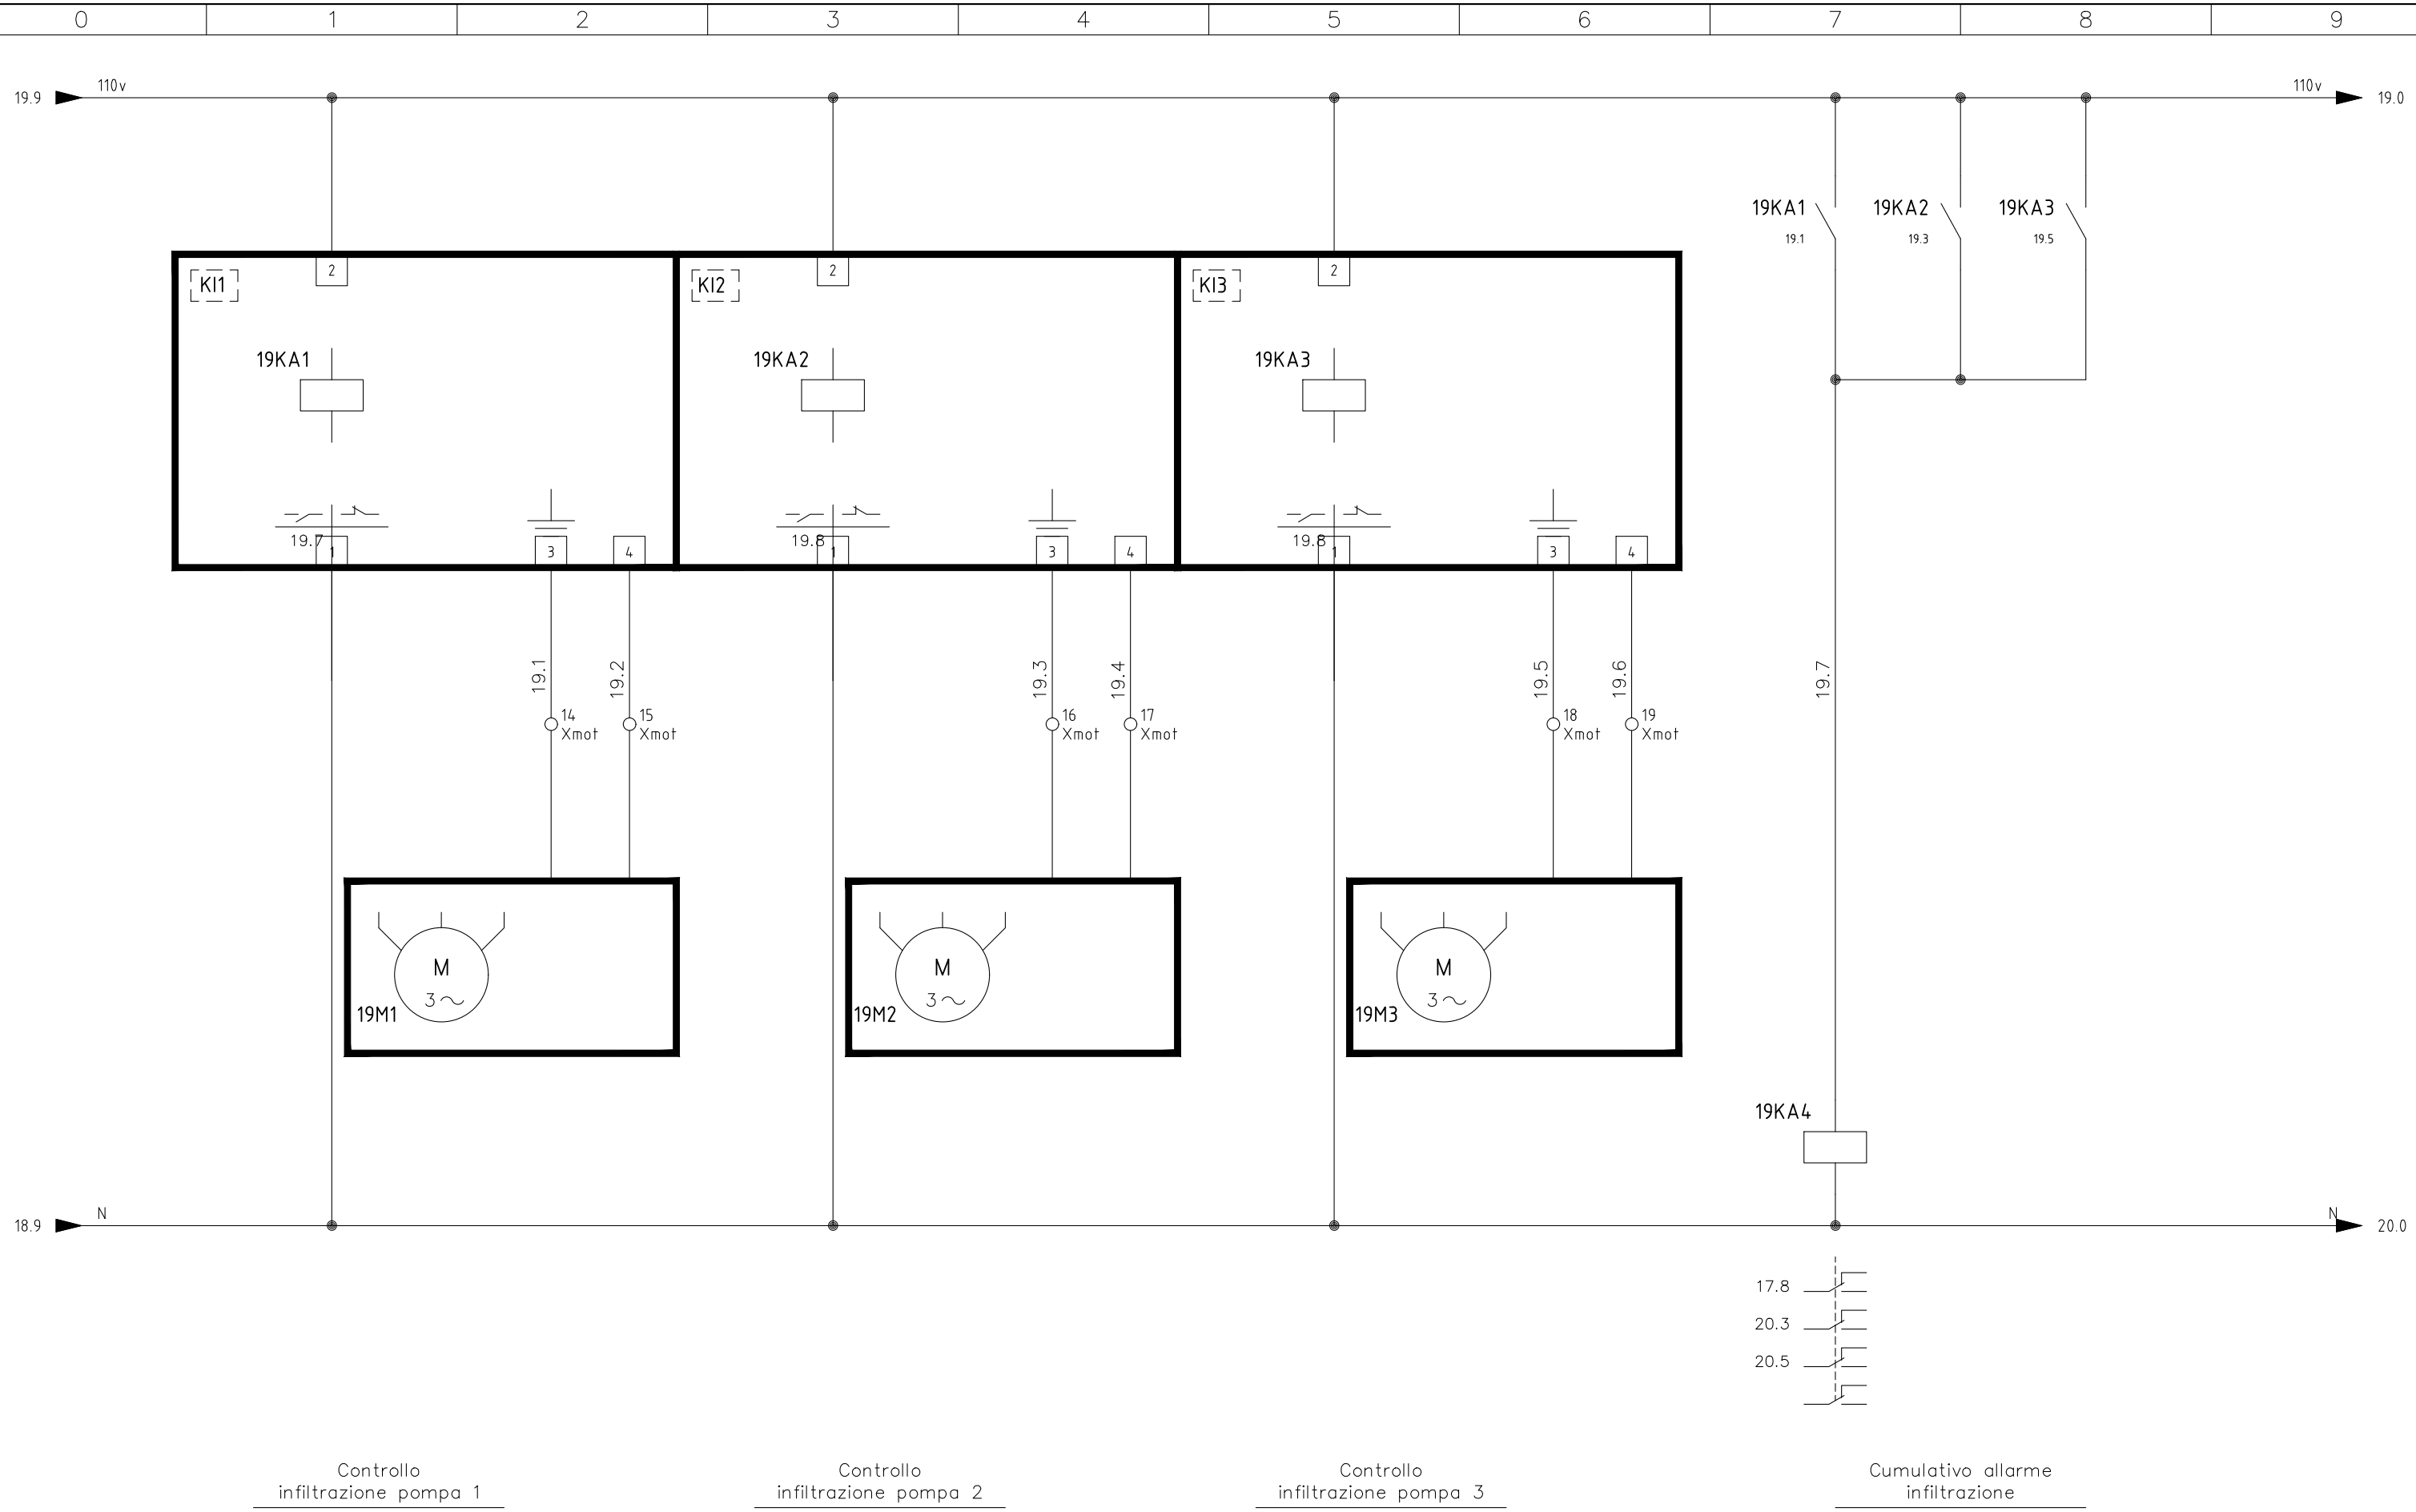 0 1 2 3 4 5 6 7 8 9
19.9 110v 110v 19.0
19KA1 19KA2 19KA3
19.1 19.3 19.5
2 2 2
KI1 KI2 KI3
19KA1 19KA2 19KA3
19.7 19.8 19.8
1 3 4 1 3 4 1 3 4
19.1 19.2 19.3 19.4 19.5 19.6 19.7
14 15 16 17 18 19
Xmot Xmot Xmot Xmot Xmot Xmot
M M M
3 3 3
19M1 19M2 19M3
19KA4
18.9 N N 20.0
17.8
20.3
20.5
Controllo
infiltrazione pompa 1
Controllo
infiltrazione pompa 2
Controllo
infiltrazione pompa 3
Cumulativo allarme
infiltrazione